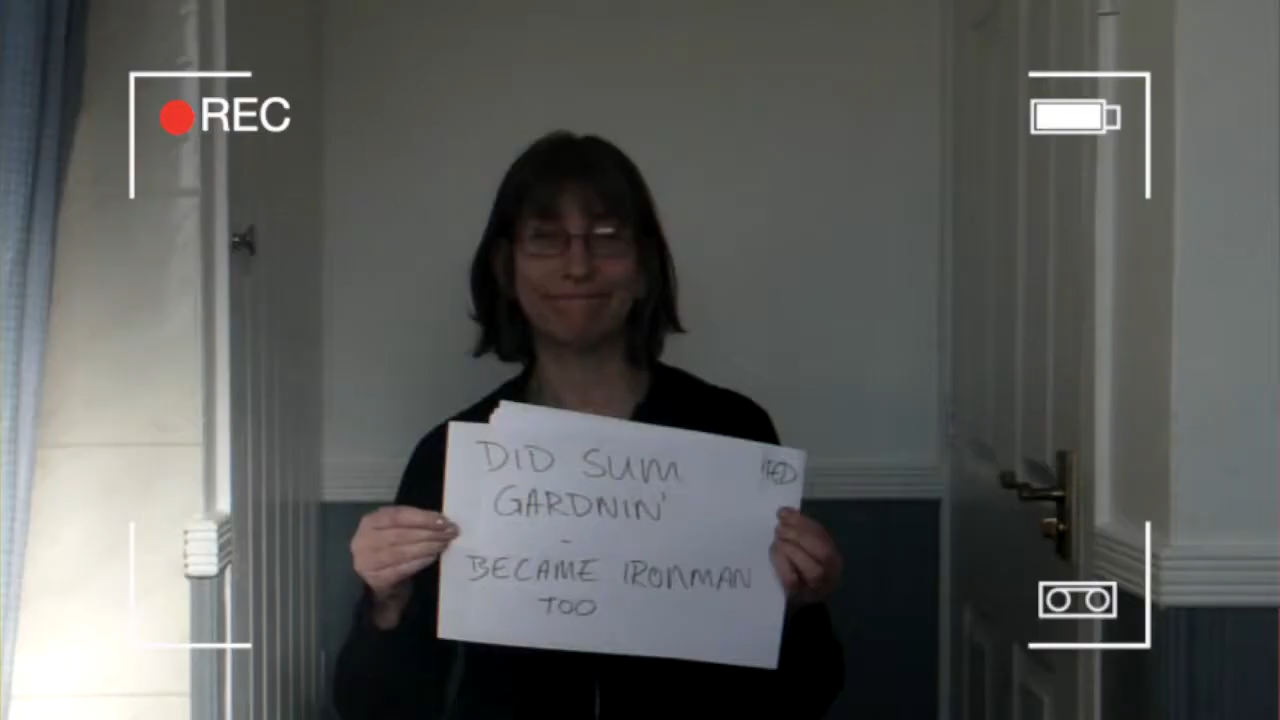 REC
DID SUM
GARDNIN'
-
BECAME IRONMAN
TOO